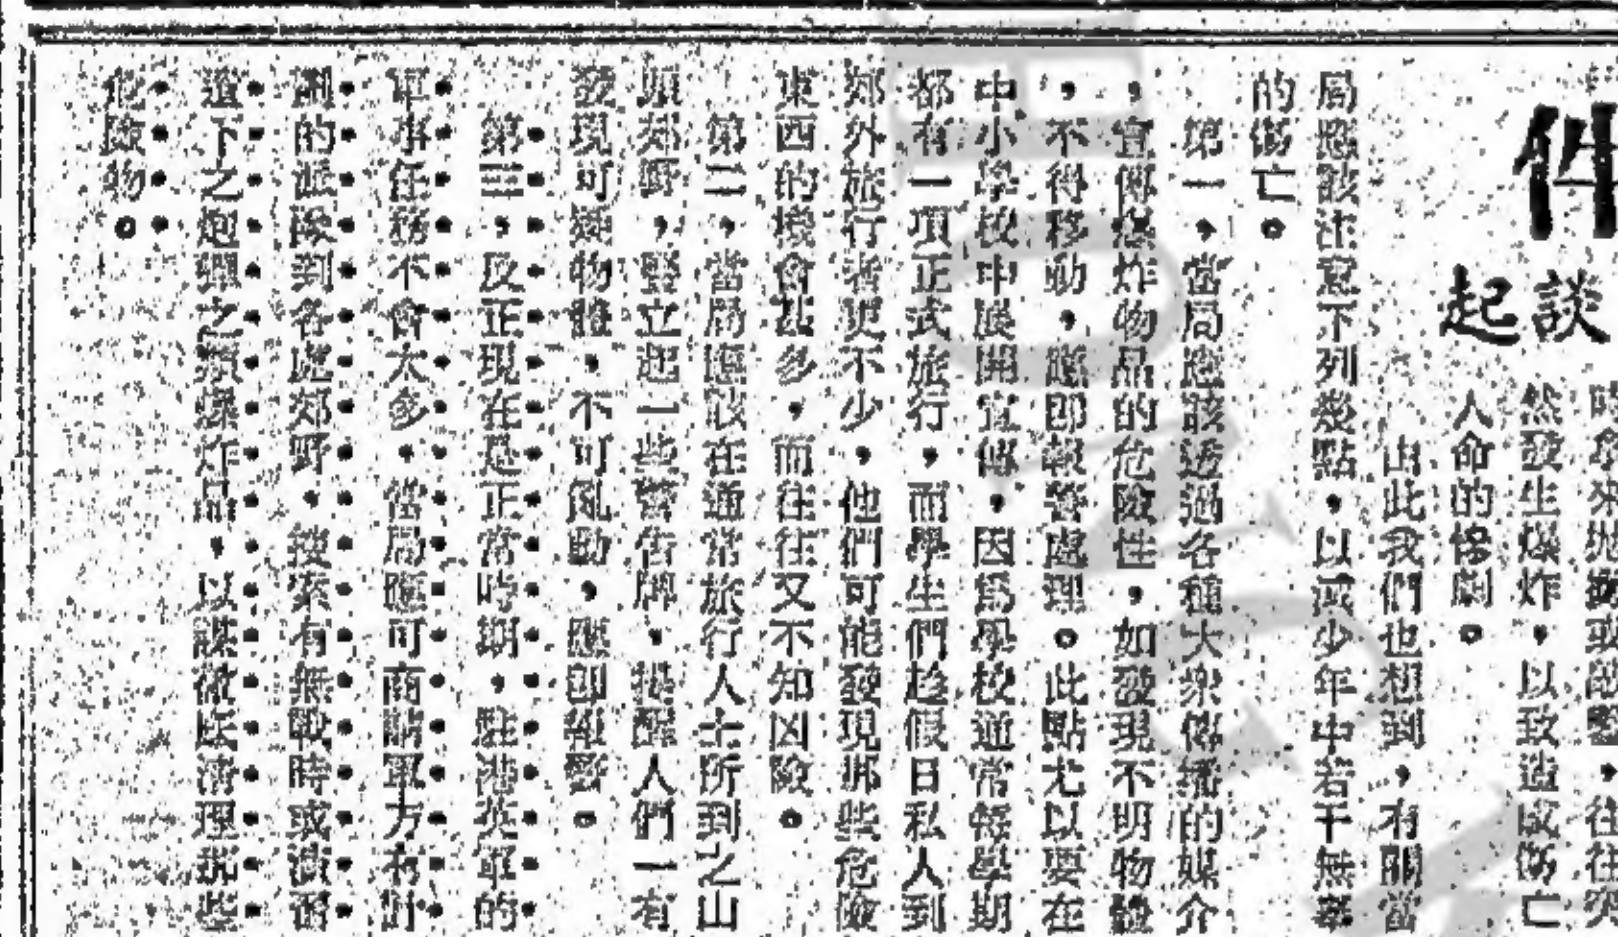 件
談起
時拿來拋擲或敲擊，往往突
然發生爆炸，以致造成傷亡
人命的慘劇。
由此我們也想到，有關當
局應該注意下列幾點，以減少年中若干無辜
的傷亡。
第一，當局應該透過各種大衆傳播的媒介
，宣傳爆炸物品的危險性，如發現不明物體
，不得移動，應卽報警處理。此點尤以要在
中小學校中展開宣傳，因爲學校通常每學期
都有一項正式旅行，而學生們趁假日私人到
郊外旅行者更不少，他們可能發現那些危險
東西的機會甚多，而往往又不知凶險。
第二，當局應該在通常旅行人士所到之山
頭郊野，豎立起一些警告牌，提醒人們一有
發現可疑物體，不可亂動，應卽報警。
第三，反正現在是正常時期，駐港英軍的
軍事任務不會太多，當局應可商請軍方有計
劃的派隊到各處郊野，搜索有無戰時或演習
遺下之炮彈之類爆炸品，以謀徹底清理此些
危險物。